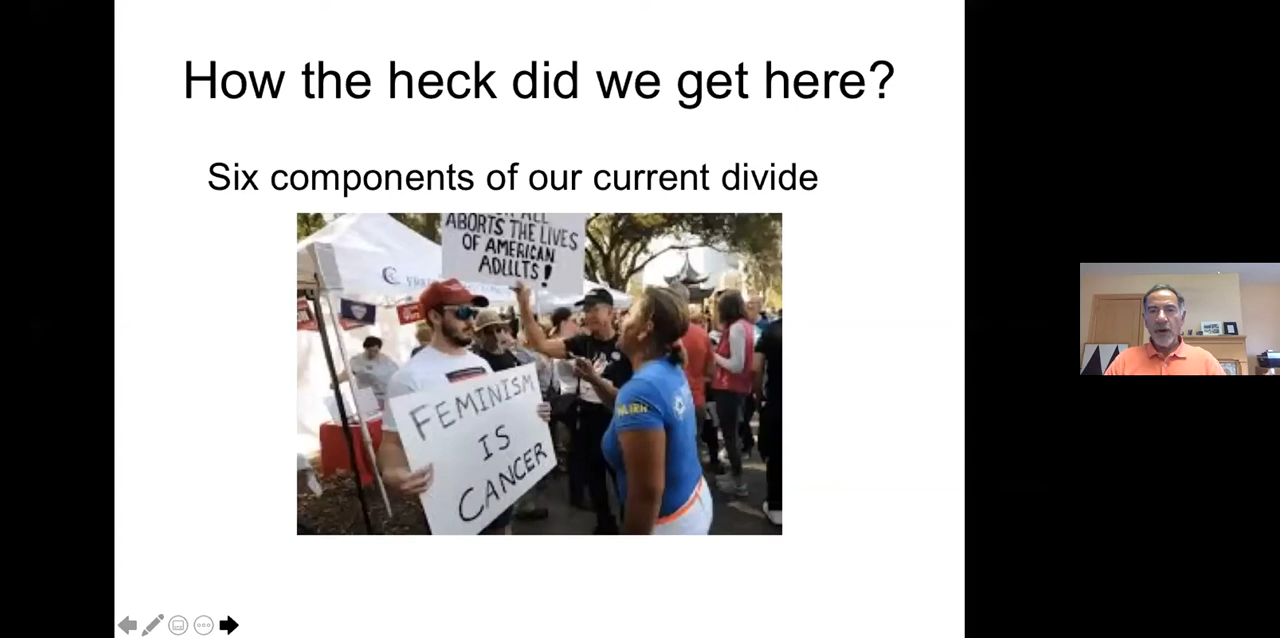 How the heck did we get here?
Six components of our current divide
ALL
ABORTS THE LIVES
OF AMERICAN
ADULTS!
FEMINISM
IS
CANCER